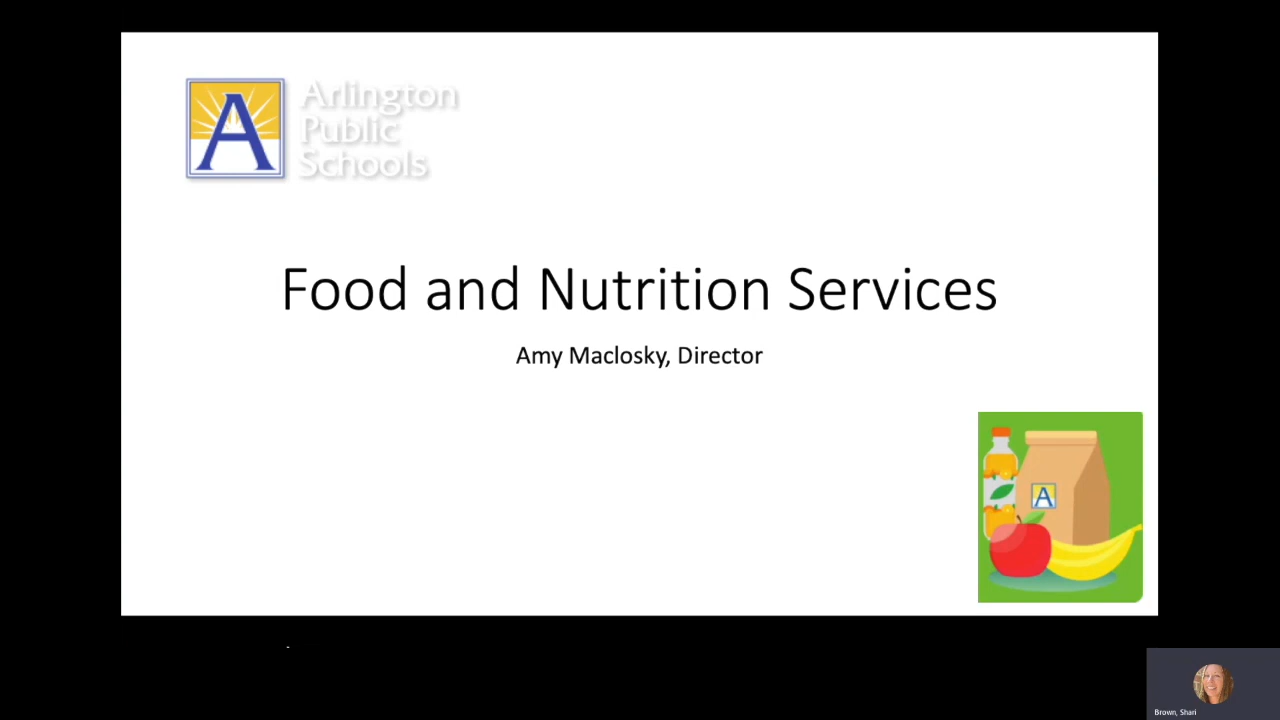 A
Arlington
Public
Schools
Food and Nutrition Services
Amy Maclosky, Director
A
Brown, Shari